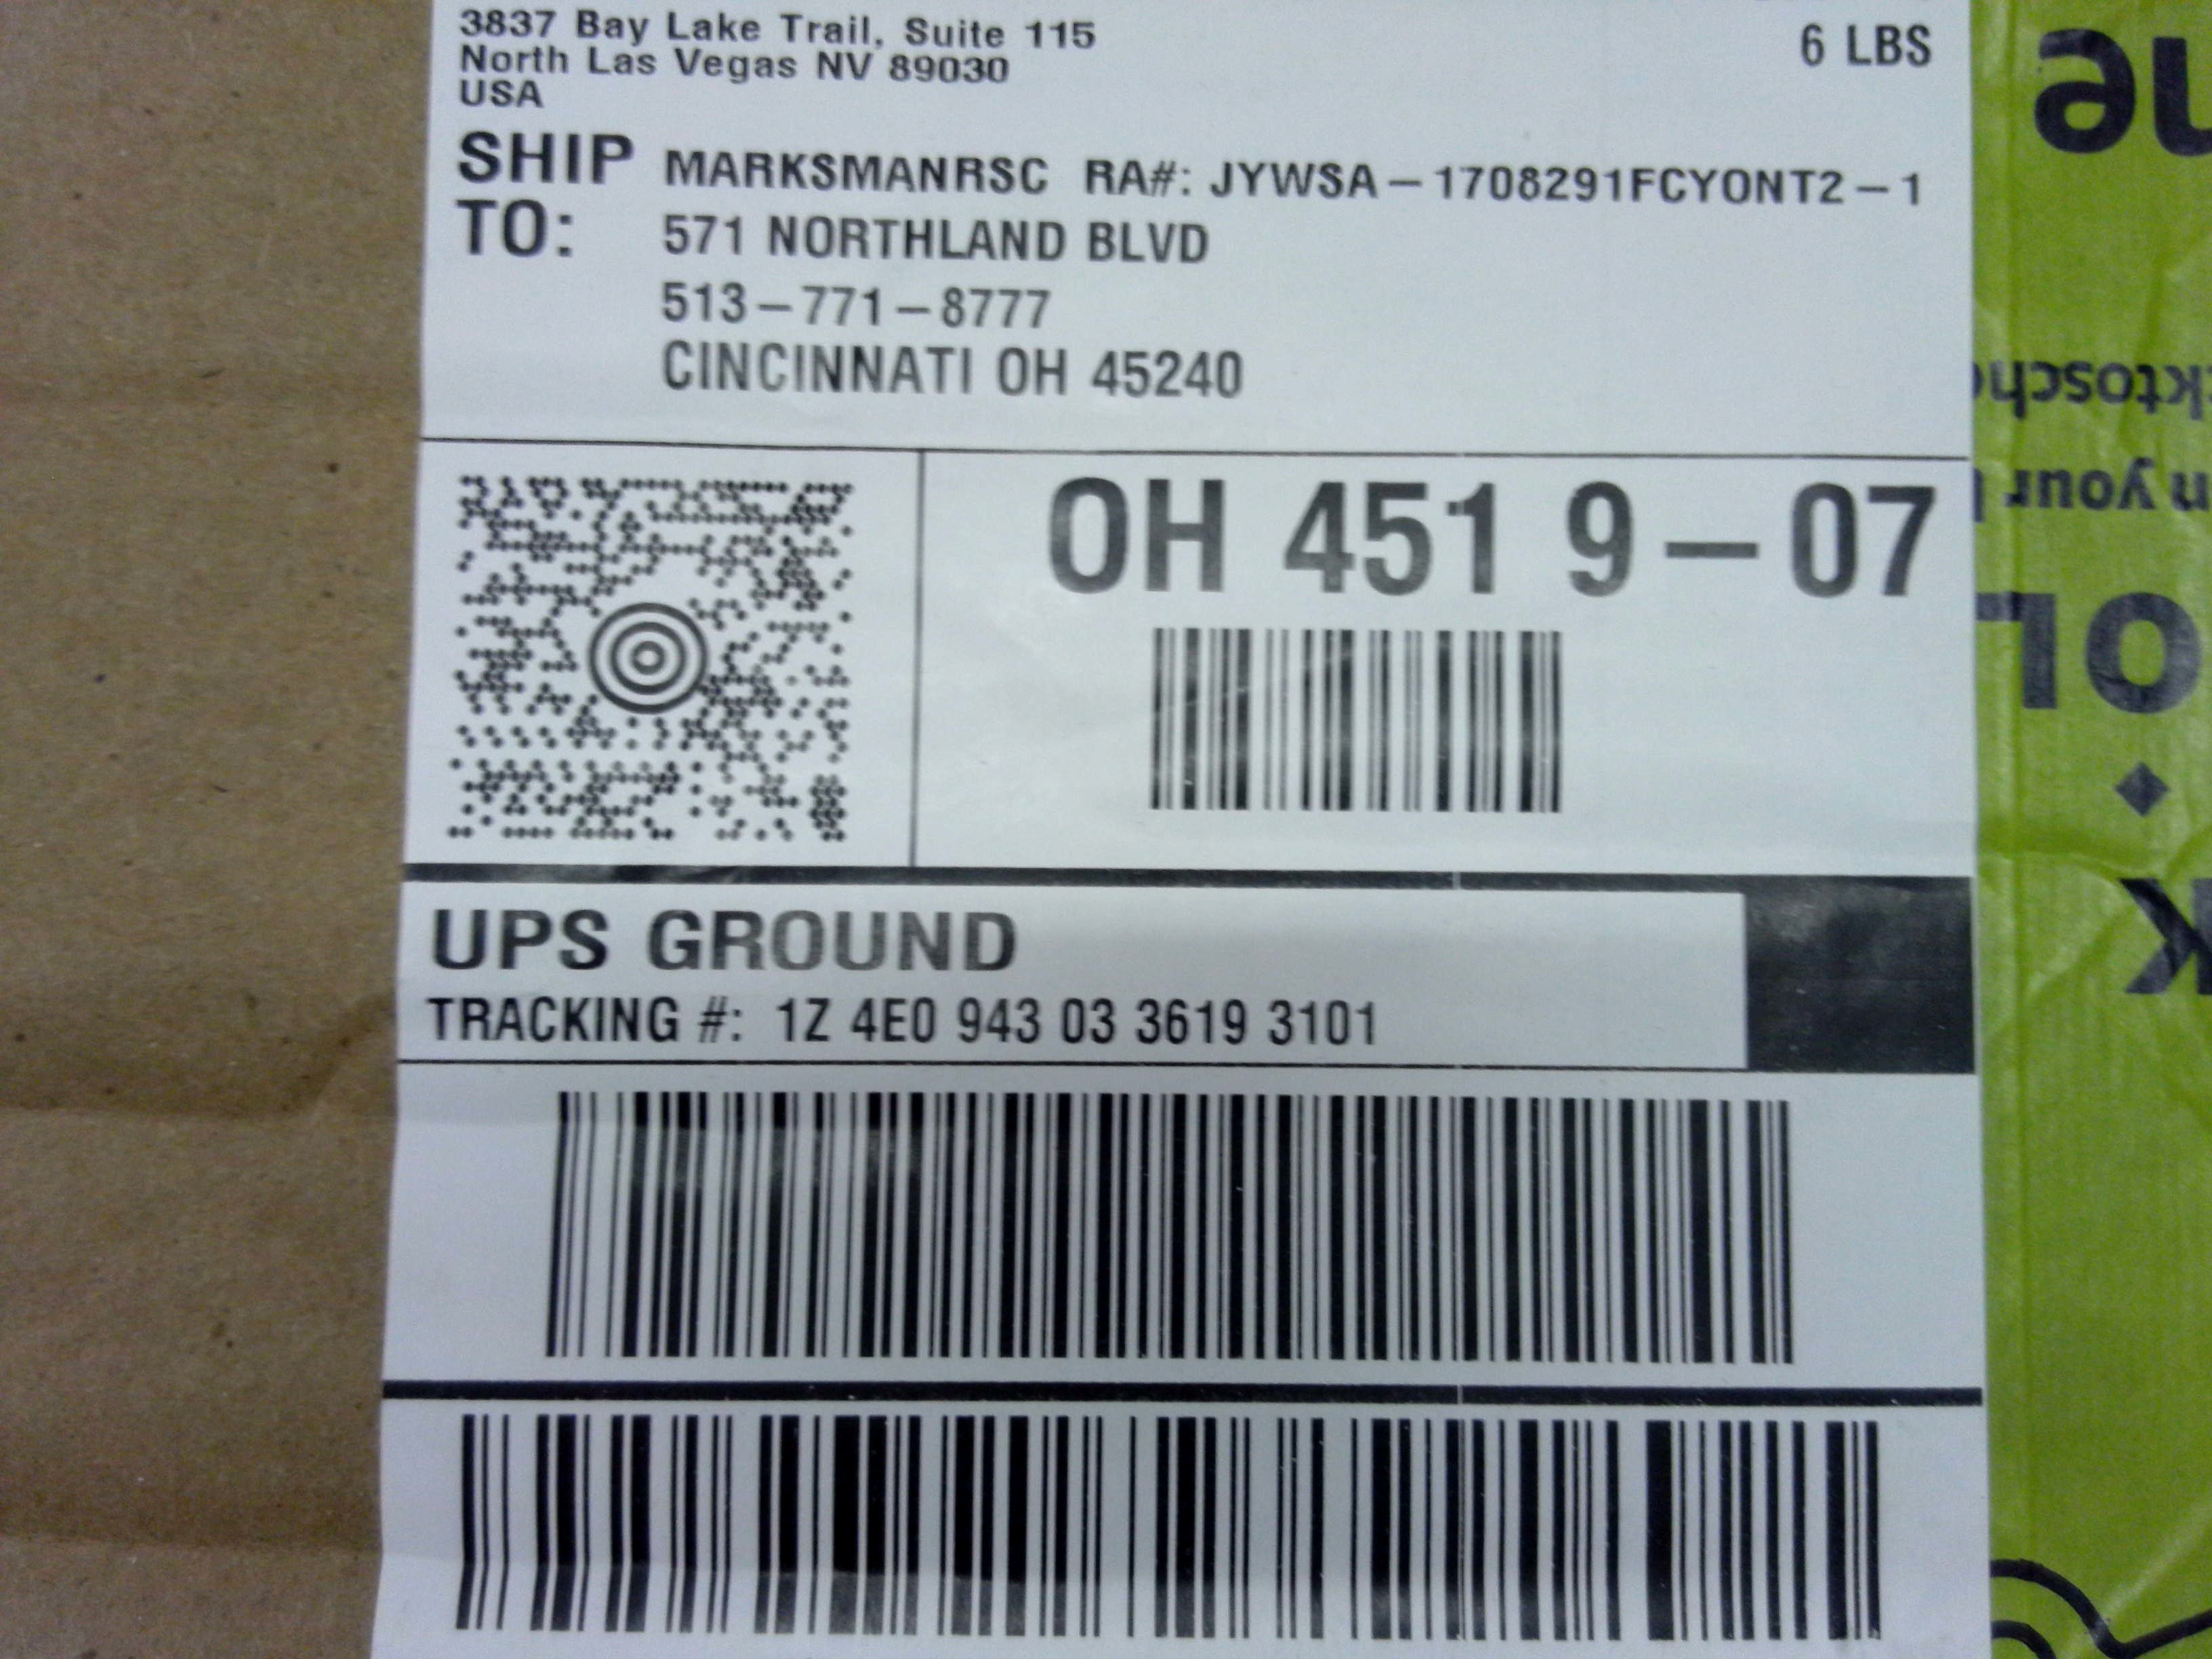 3837 Bay Lake Trail, Suite 115
North Las Vegas NV 89030
USA
6 LBS
SHIP TO:
MARKSMANRSC RA#: JYWSA-1708291FCYONT2-1
571 NORTHLAND BLVD
513-771-8777
CINCINNATI OH 45240
OH 451 9-07
UPS GROUND
TRACKING #: 1Z 4E0 943 03 3619 3101
your